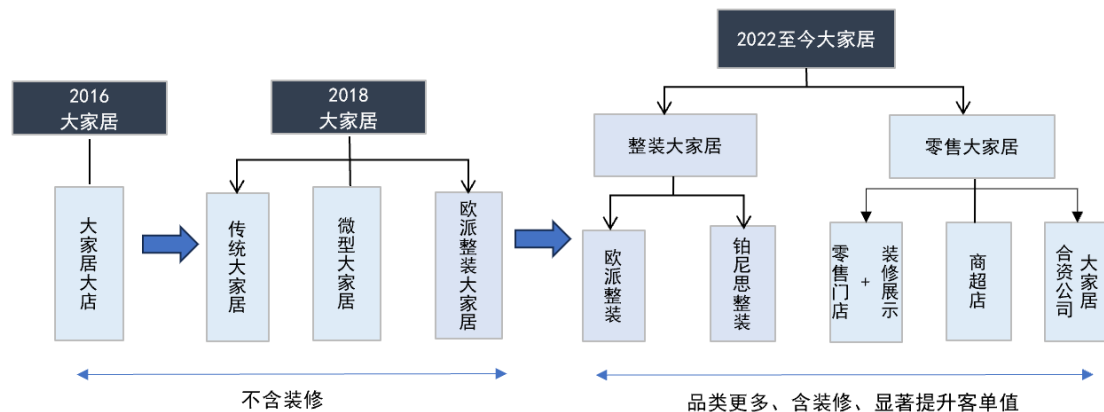 2022至今大家居
2016
大家居
2018
大家居
整装大家居
零售大家居
大家居大店
传统大家居
微型大家居
欧派整装大家居
欧派整装
铂尼思整装
零售门店
+
装修展示
商超店
大家居
合资公司
不含装修
品类更多、含装修、显著提升客单值